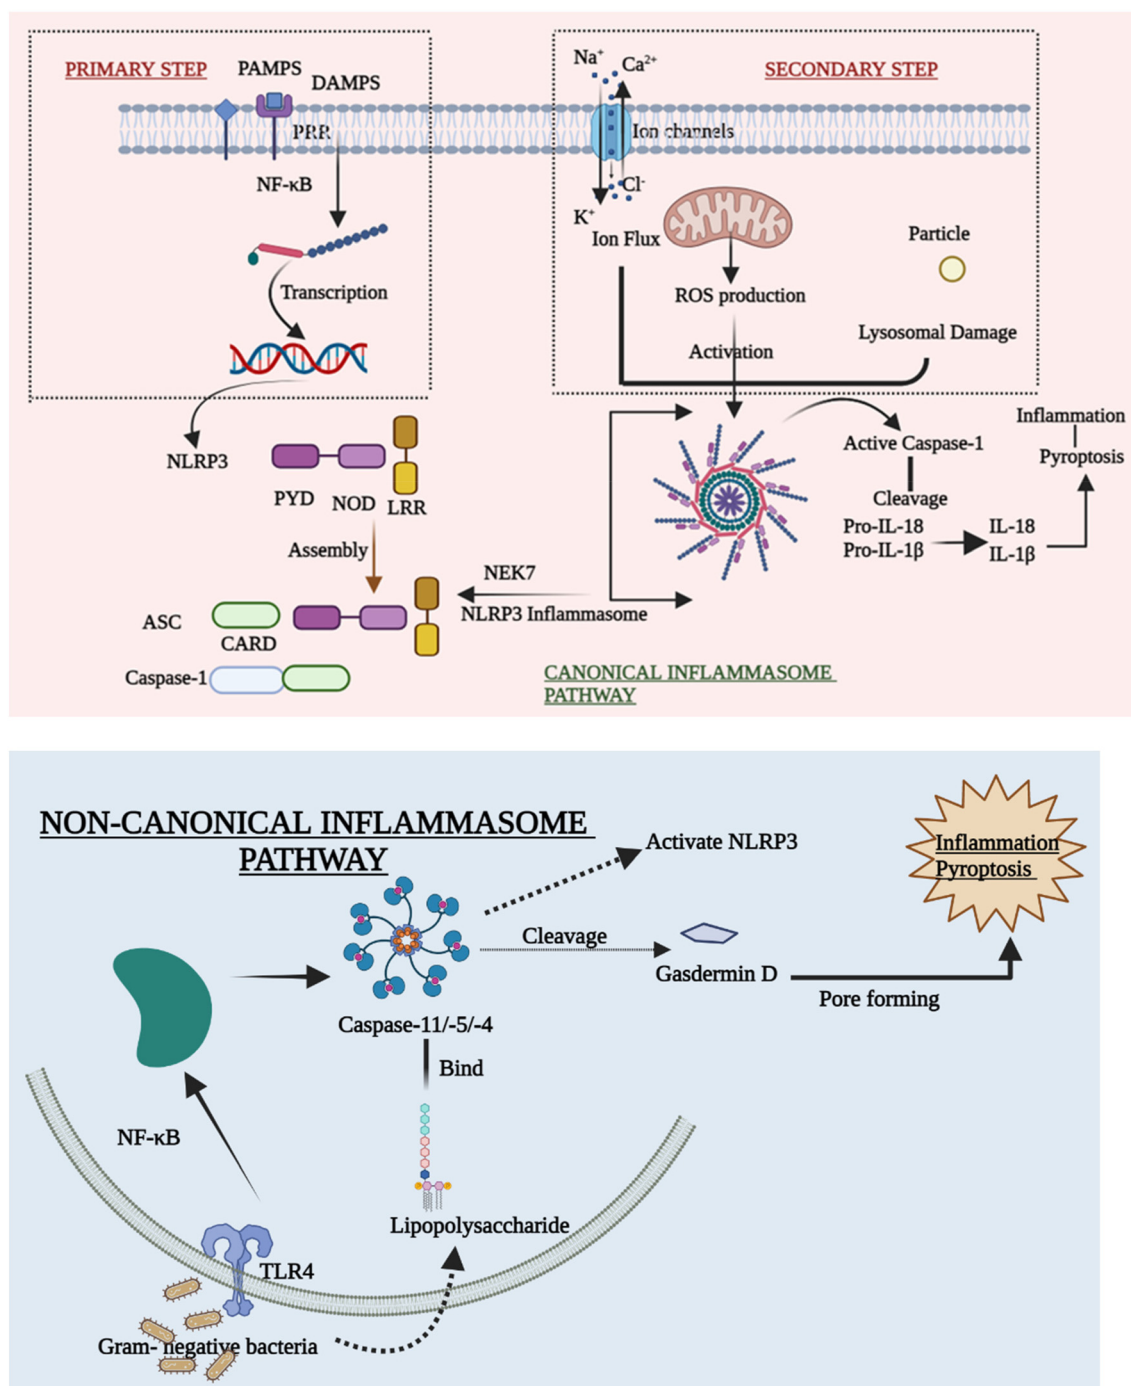 PRIMARY STEP
PAMPS
DAMPS
PRR
NF-κB
Transcription
NLRP3
SECONDARY STEP
Na+
Ca2+
Ion channels
Cl-
K+
Ion Flux
ROS production
Particle
Lysosomal Damage
Activation
PYD
NOD
LRR
Assembly
NEK7
NLRP3 Inflammasome
ASC
CARD
Caspase-1
Active Caspase-1
Cleavage
Pro-IL-18
Pro-IL-1β
IL-18
IL-1β
Inflammation
Pyroptosis
CANONICAL INFLAMMASOME
PATHWAY
NON-CANONICAL INFLAMMASOME
PATHWAY
Activate NLRP3
Inflammation
Pyroptosis
Cleavage
Gasdermin D
Pore forming
Caspase-11/-5/-4
Bind
NF-κB
Lipopolysaccharide
TLR4
Gram- negative bacteria